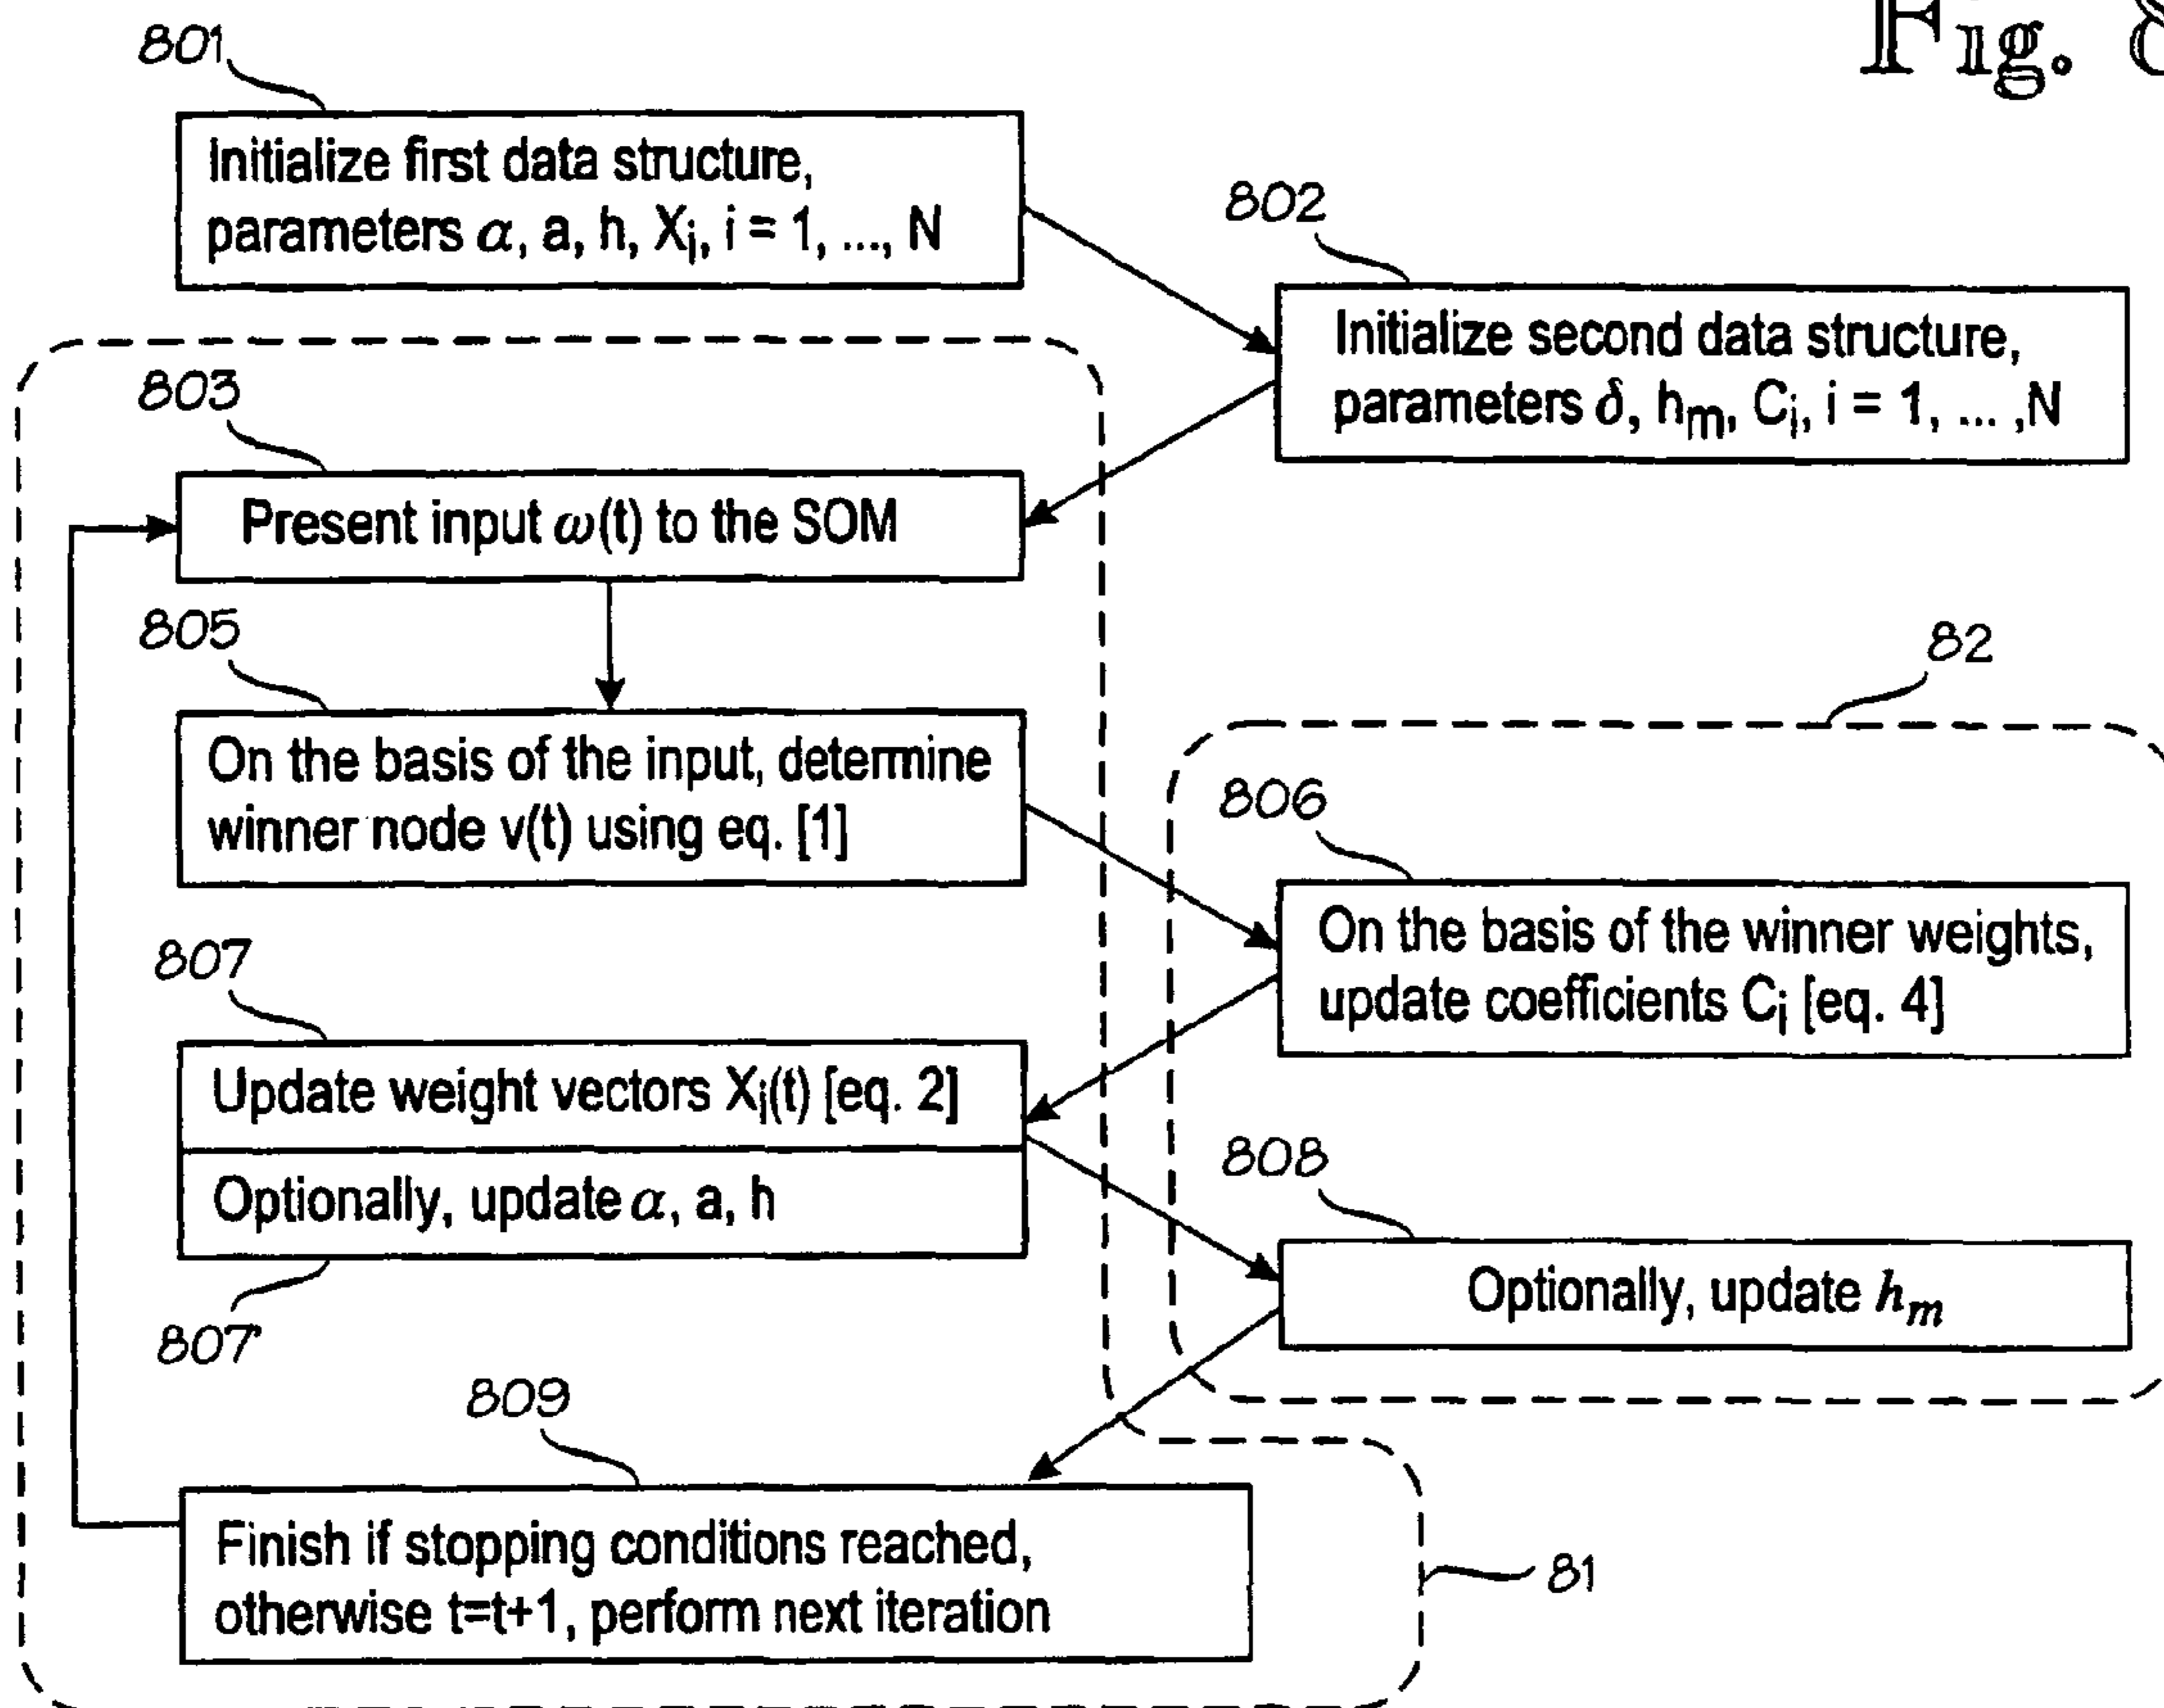 Fig. 8
801
Initialize first data structure,
parameters α, a, h, Xi, i = 1, ..., N
802
Initialize second data structure,
parameters δ, hm, Ci, i = 1, ... ,N
803
Present input ω(t) to the SOM
805
On the basis of the input, determine
winner node v(t) using eq. [1]
82
806
On the basis of the winner weights,
update coefficients Ci [eq. 4]
807
Update weight vectors Xi(t) [eq. 2]
Optionally, update α, a, h
807'
808
Optionally, update hm
809
Finish if stopping conditions reached,
otherwise t=t+1, perform next iteration
81